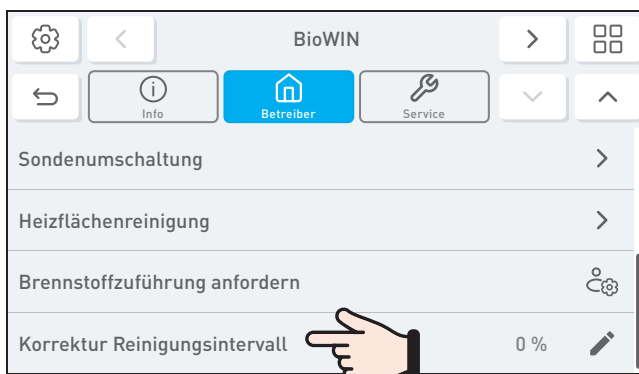 BioWIN
Info
Betreiber
Service
Sondenumschaltung
Heizflächenreinigung
Brennstoffzuführung anfordern
Korrektur Reinigungsintervall 0 %